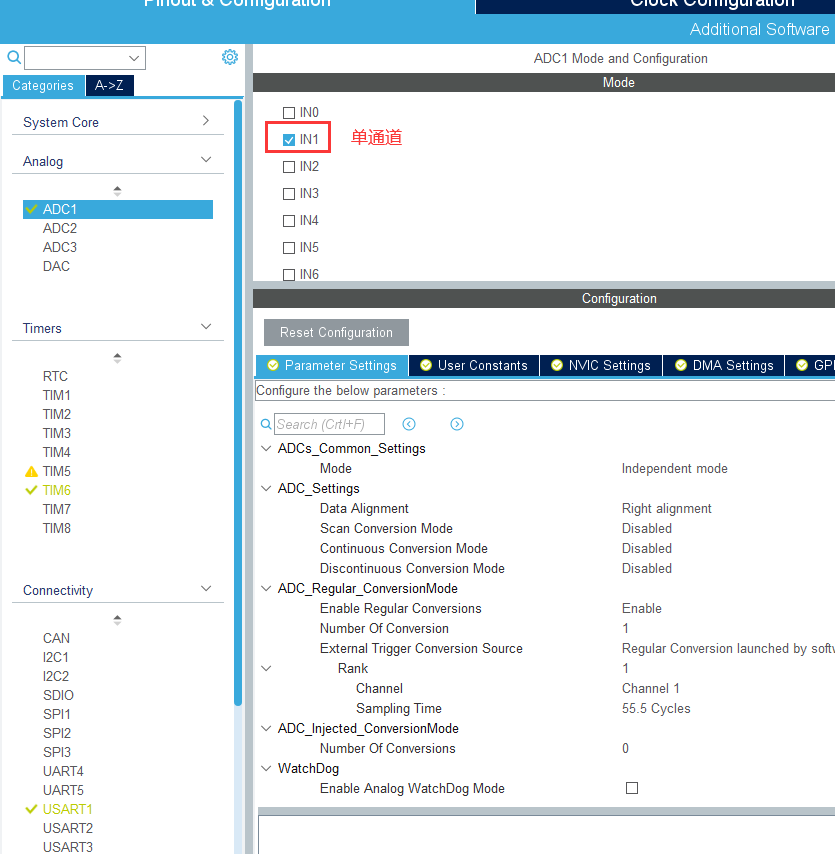 Pinout & Configuration
Clock Configuration
Additional Software
Categories
A->Z
System Core
Analog
ADC1
ADC2
ADC3
DAC
Timers
RTC
TIM1
TIM2
TIM3
TIM4
TIM5
TIM6
TIM7
TIM8
Connectivity
CAN
I2C1
I2C2
SDIO
SPI1
SPI2
SPI3
UART4
UART5
USART1
USART2
USART3
ADC1 Mode and Configuration
Mode
IN0
IN1 单通道
IN2
IN3
IN4
IN5
IN6
Configuration
Reset Configuration
Parameter Settings
User Constants
NVIC Settings
DMA Settings
GPI
Configure the below parameters :
Search (CrtI+F)
ADCs_Common_Settings
Mode Independent mode
ADC_Settings
Data Alignment Right alignment
Scan Conversion Mode Disabled
Continuous Conversion Mode Disabled
Discontinuous Conversion Mode Disabled
ADC_Regular_ConversionMode
Enable Regular Conversions Enable
Number Of Conversion 1
External Trigger Conversion Source Regular Conversion launched by softw
Rank 1
Channel Channel 1
Sampling Time 55.5 Cycles
ADC_Injected_ConversionMode
Number Of Conversions 0
WatchDog
Enable Analog WatchDog Mode